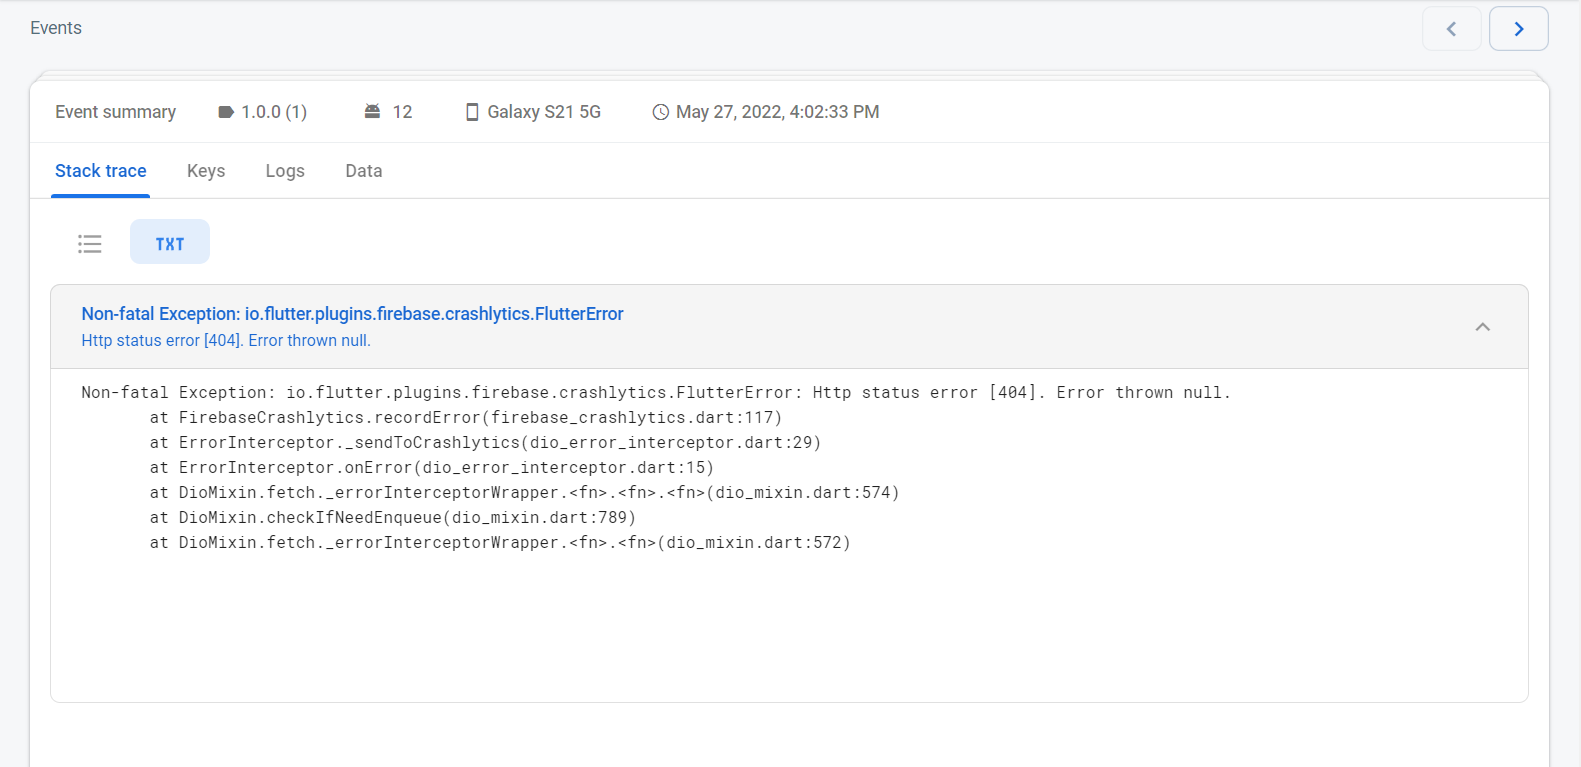 Events
Event summary 1.0.0 (1) 12 Galaxy S21 5G May 27, 2022, 4:02:33 PM
Stack trace Keys Logs Data
TXT
Non-fatal Exception: io.flutter.plugins.firebase.crashlytics.FlutterError
Http status error [404]. Error thrown null.
Non-fatal Exception: io.flutter.plugins.firebase.crashlytics.FlutterError: Http status error [404]. Error thrown null.
at FirebaseCrashlytics.recordError(firebase_crashlytics.dart:117)
at ErrorInterceptor._sendToCrashlytics(dio_error_interceptor.dart:29)
at ErrorInterceptor.onError(dio_error_interceptor.dart:15)
at DioMixin.fetch._errorInterceptorWrapper.<fn>.<fn>.<fn>(dio_mixin.dart:574)
at DioMixin.checkIfNeedEnqueue(dio_mixin.dart:789)
at DioMixin.fetch._errorInterceptorWrapper.<fn>.<fn>(dio_mixin.dart:572)